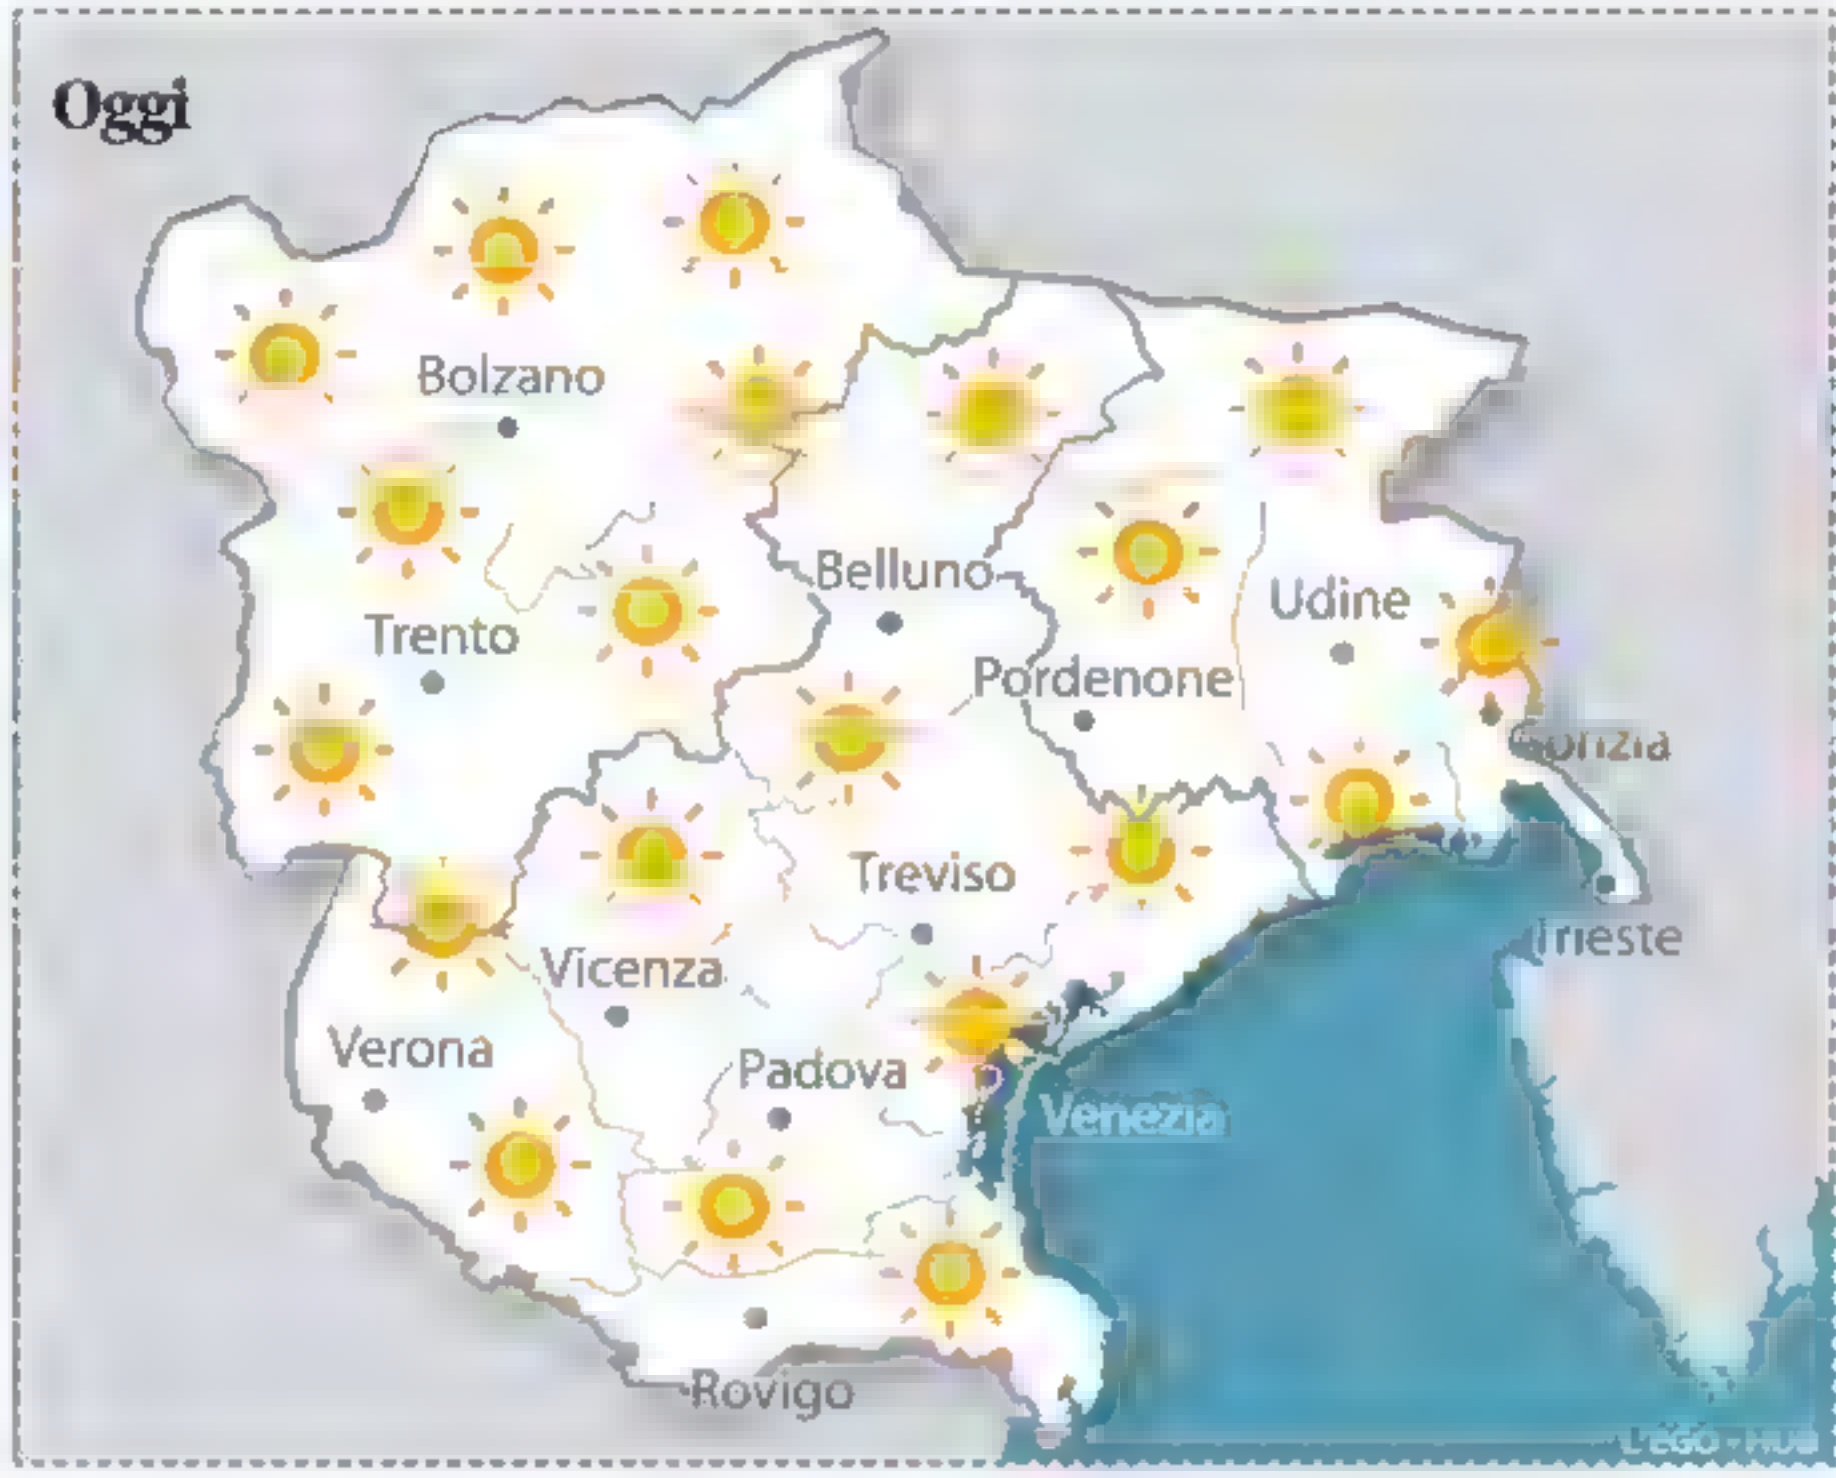 Oggi
Bolzano
Belluno
Udine
Trento
Pordenone
Treviso
Trieste
Vicenza
Verona
Padova
Venezia
Rovigo